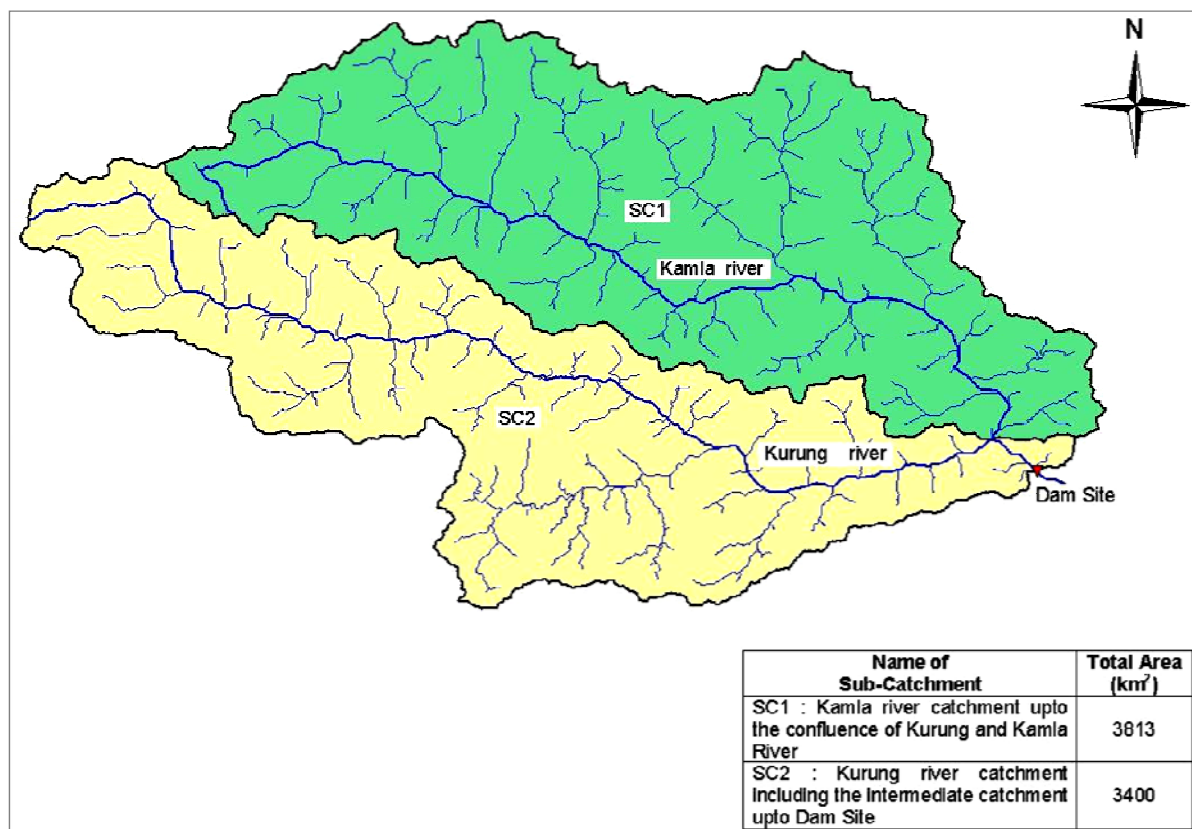 N
SC1
Kamla river
SC2
Kurung river
Dam Site
Name of
Sub-Catchment
Total Area
(km²)
SC1 : Kamla river catchment upto
the confluence of Kurung and Kamla
River
3813
SC2 : Kurung river catchment
including the intermediate catchment
upto Dam Site
3400